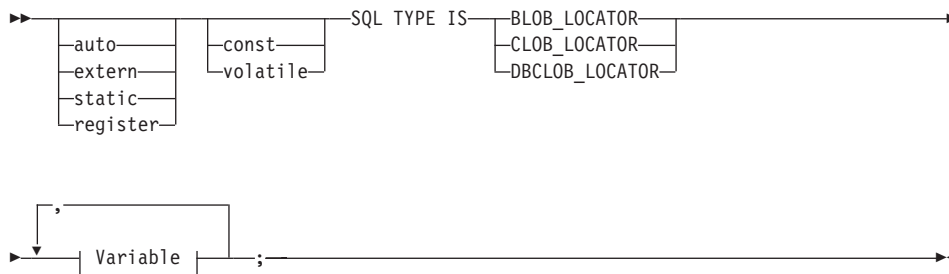 SQL TYPE IS BLOB_LOCATOR
auto const CLOB_LOCATOR
extern volatile DBCLOB_LOCATOR
static
register
,
Variable ;